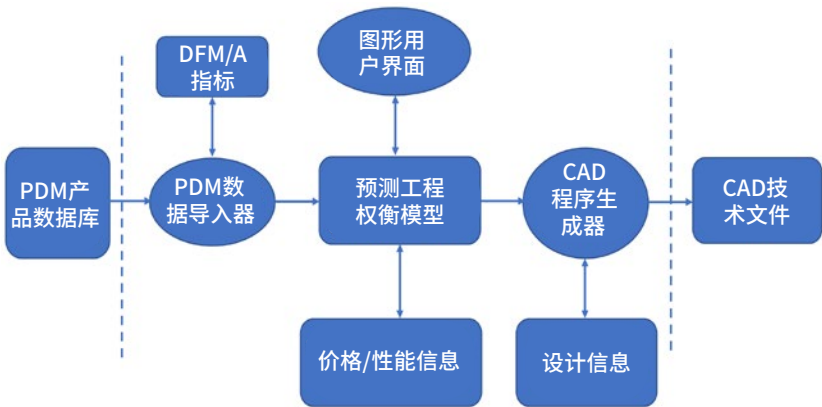 DFM/A
指标
图形用
户界面
PDM产
品数据库
PDM数
据导入器
预测工程
权衡模型
CAD
程序生
成器
CAD技
术文件
价格/性能信息
设计信息